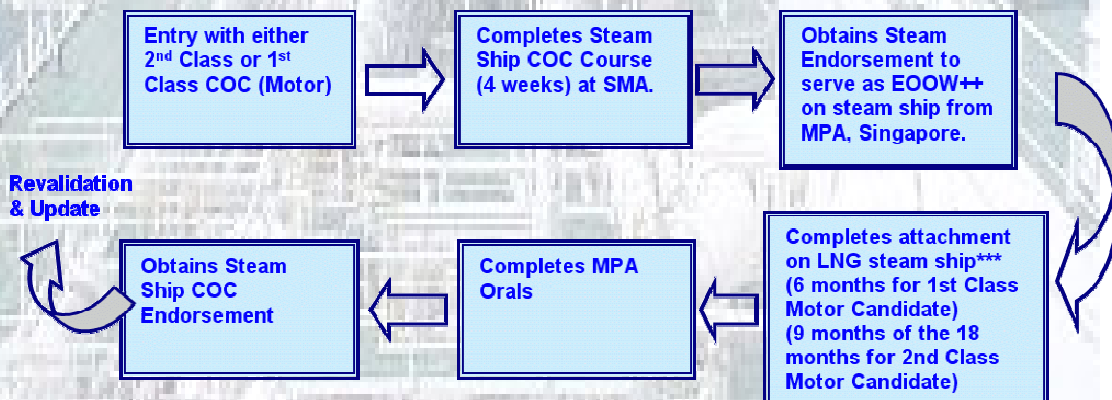 Entry with either
2nd Class or 1st
Class COC (Motor)
Completes Steam
Ship COC Course
(4 weeks) at SMA.
Obtains Steam
Endorsement to
serve as EOOW++
on steam ship from
MPA, Singapore.
Completes attachment
on LNG steam ship***
(6 months for 1st Class
Motor Candidate)
(9 months of the 18
months for 2nd Class
Motor Candidate)
Completes MPA
Orals
Obtains Steam
Ship COC
Endorsement
Revalidation
& Update